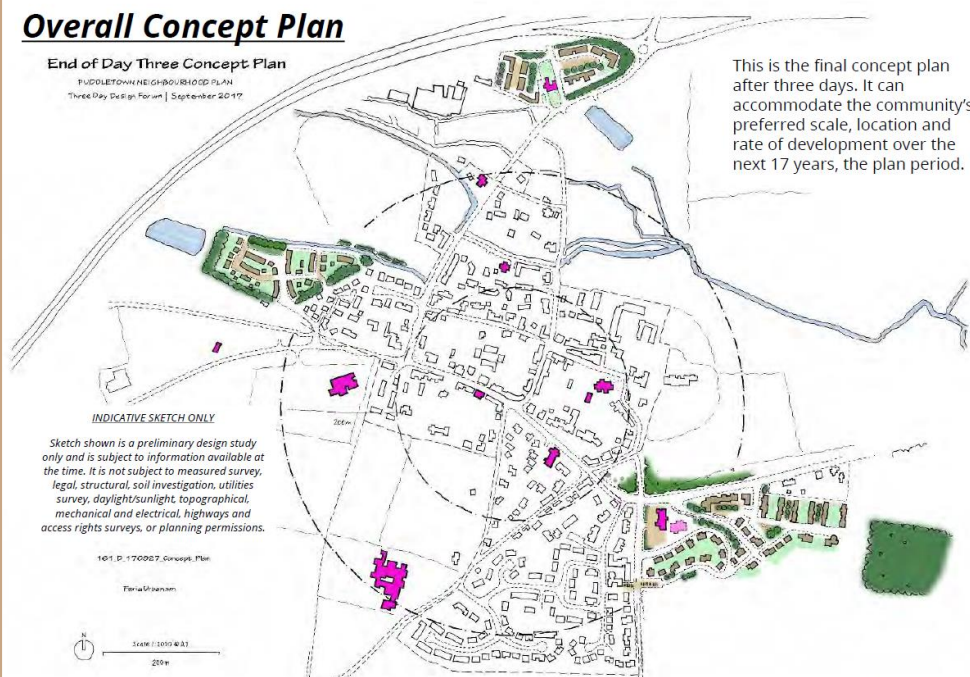 Overall Concept Plan
End of Day Three Concept Plan
PUDDLETOWN NEIGHBOURHOOD PLAN
Three Day Design Forum | September 2017
This is the final concept plan
after three days. It can
accommodate the community's
preferred scale, location and
rate of development over the
next 17 years, the plan period.
200m
INDICATIVE SKETCH ONLY
Sketch shown is a preliminary design study
only and is subject to information available at
the time. It is not subject to measured survey,
legal, structural, soil investigation, utilities
survey, daylight/sunlight, topographical,
mechanical and electrical, highways and
access rights surveys, or planning permissions.
161_D_170927_Concept_Plan
Feria Urbanism
N
Scale
200m